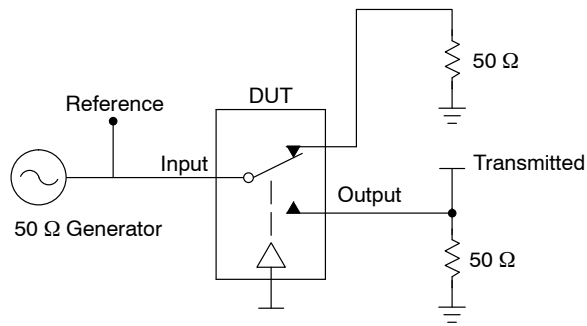 50 Ω
DUT
Reference
Input
Transmitted
Output
50 Ω Generator
50 Ω